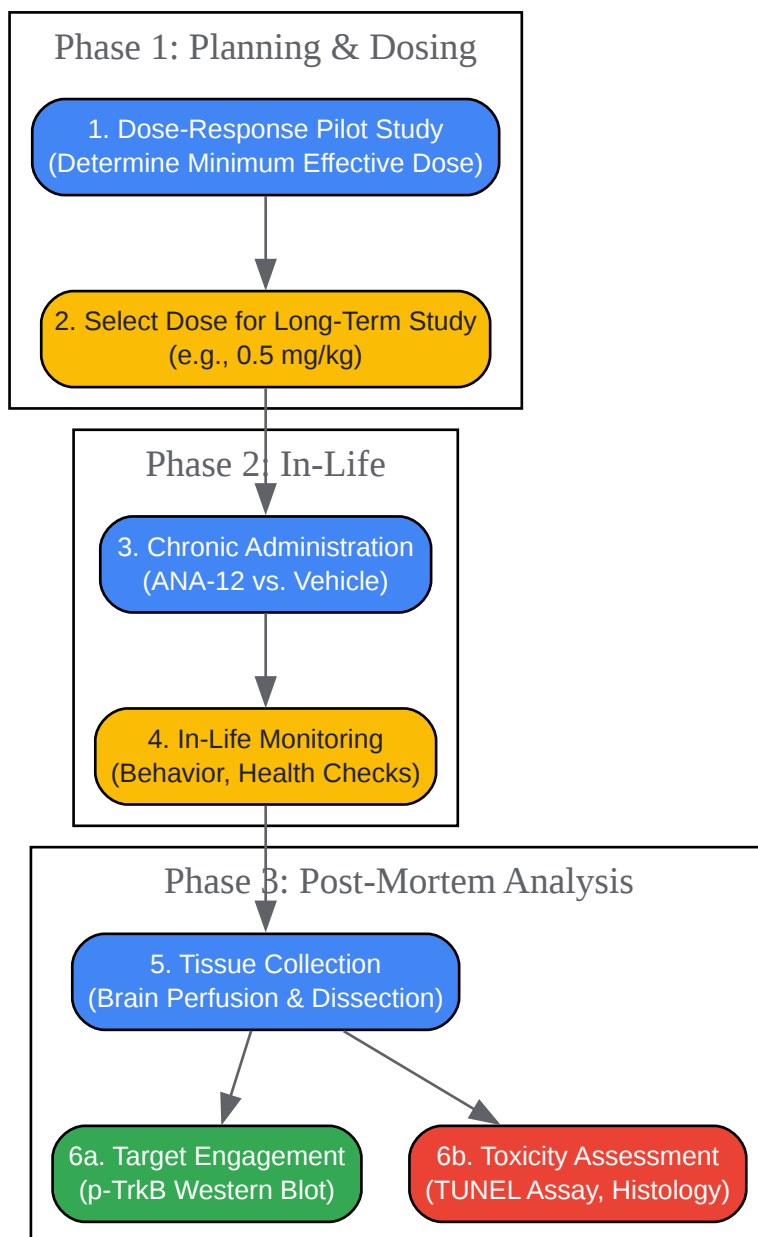 Phase 1: Planning & Dosing
1. Dose-Response Pilot Study
(Determine Minimum Effective Dose)
2. Select Dose for Long-Term Study
(e.g., 0.5 mg/kg)
Phase 2: In-Life
3. Chronic Administration
(ANA-12 vs. Vehicle)
4. In-Life Monitoring
(Behavior, Health Checks)
Phase 3: Post-Mortem Analysis
5. Tissue Collection
(Brain Perfusion & Dissection)
6a. Target Engagement
(p-TrkB Western Blot)
6b. Toxicity Assessment
(TUNEL Assay, Histology)